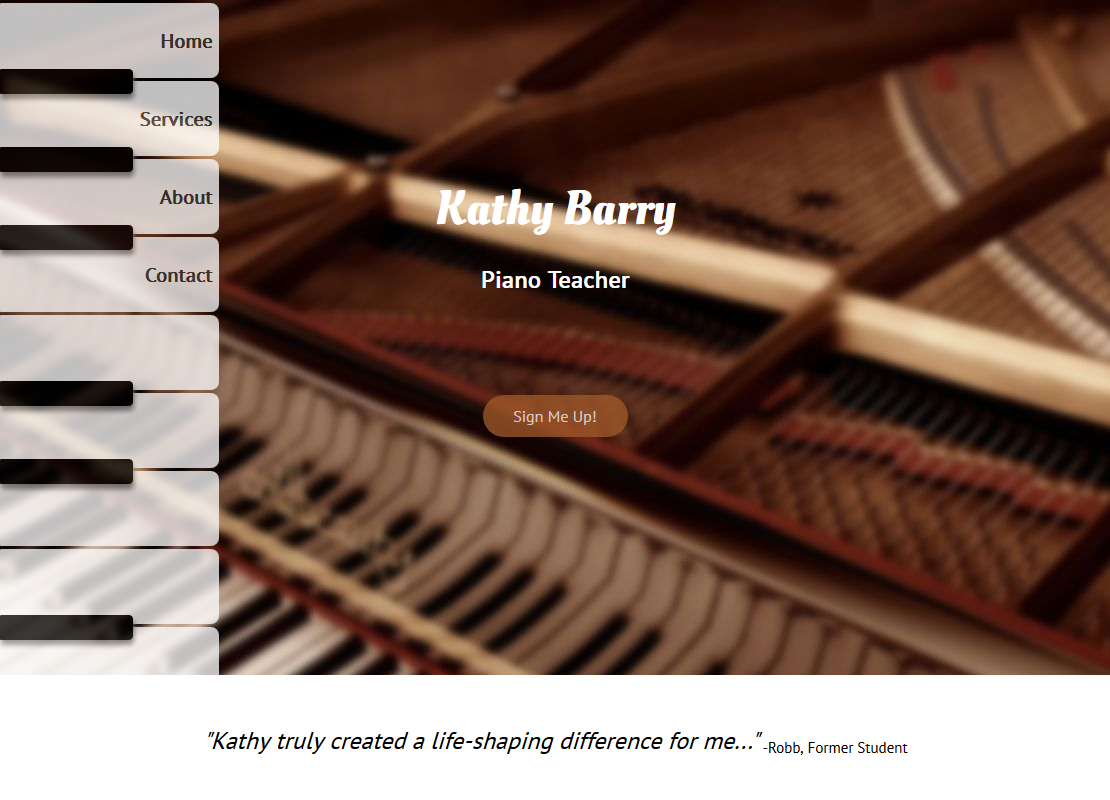 Home
Services
About
Contact
Kathy Barry
Piano Teacher
Sign Me Up!
"Kathy truly created a life-shaping difference for me..." -Robb, Former Student